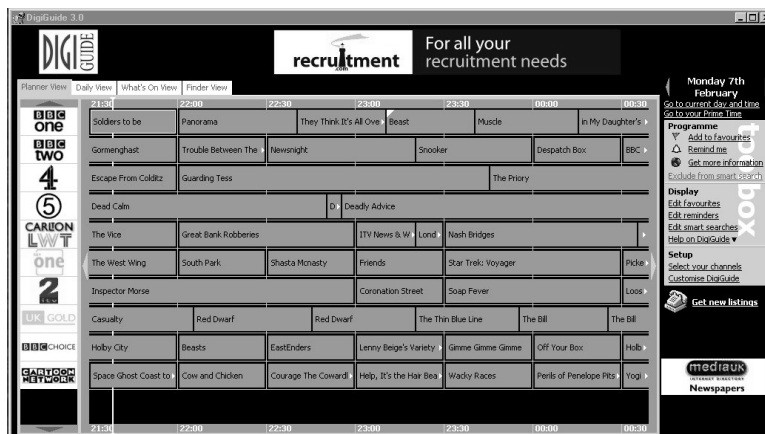 DigiGuide 3.0
DIGI GUIDE
recruitment .com
For all your
recruitment needs
Planner View Daily View What's On View Finder View
Monday 7th
February
Go to current day and time
Go to your Prime Time
21:30 22:00 22:30 23:00 23:30 00:00 00:30
BBC one
Soldiers to be Panorama They Think It's All Ove Beast Muscle in My Daughter's
BBC two
Gormenghast Trouble Between The Newsnight Snooker Despatch Box BBC
4
Escape From Colditz Guarding Tess The Priory
5
Dead Calm D Deadly Advice
CARLTON LWT
The Vice Great Bank Robberies ITV News & W Lond Nash Bridges
one
The West Wing South Park Shasta Mcnasty Friends Star Trek: Voyager Picke
2
Inspector Morse Coronation Street Soap Fever Loos
UK GOLD
Casualty Red Dwarf Red Dwarf The Thin Blue Line The Bill The Bill
BBC CHOICE
Holby City Beasts EastEnders Lenny Beige's Variety Gimme Gimme Gimme Off Your Box Holb
CARTOON NETWORK
Space Ghost Coast to Cow and Chicken Courage The Cowardl Help, It's the Hair Bea Wacky Races Perils of Penelope Pits Yogi
21:30 22:00 22:30 23:00 23:30 00:00 00:30
toolbox
Programme
Add to favourites
Remind me
Get more information
Exclude from smart search
Display
Edit favourites
Edit reminders
Edit smart searches
Help on DigiGuide
Setup
Select your channels
Customise DigiGuide
Get new listings
mediauk
INTERNET DIRECTORY
Newspapers